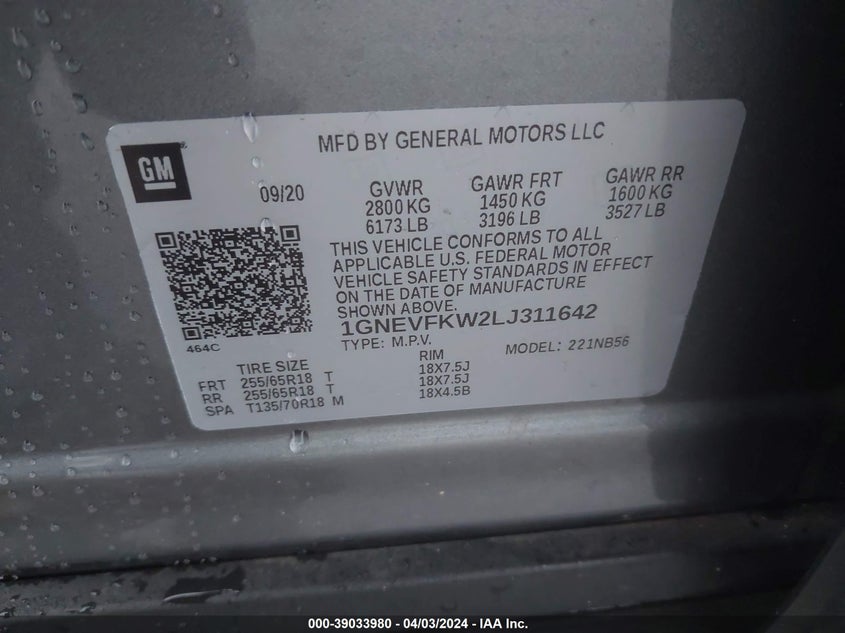 MFD BY GENERAL MOTORS LLC
GM
09/20
GVWR GAWR FRT GAWR RR
2800 KG 1450 KG 1600 KG
6173 LB 3196 LB 3527 LB
THIS VEHICLE CONFORMS TO ALL
APPLICABLE U.S. FEDERAL MOTOR
VEHICLE SAFETY STANDARDS IN EFFECT
ON THE DATE OF MANUFACTURE
SHOWN ABOVE.
1GNEVFKW2LJ311642
464C
TYPE: M.P.V. MODEL: 221NB56
TIRE SIZE RIM
FRT 255/65R18 T 18X7.5J
RR 255/65R18 T 18X7.5J
SPA T135/70R18 M 18X4.5B
000-39033980 - 04/03/2024 - IAA Inc.